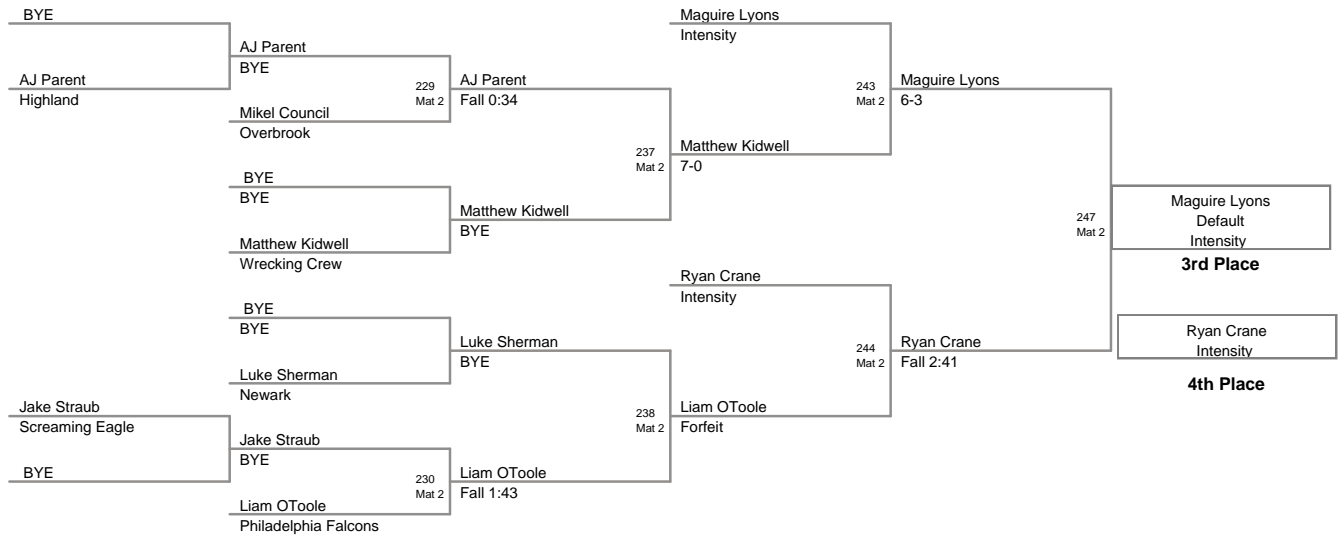 BYE
AJ Parent
Highland
AJ Parent
BYE
Mikel Council
Overbrook
229
Mat 2
AJ Parent
Fall 0:34
BYE
BYE
Matthew Kidwell
Wrecking Crew
Matthew Kidwell
BYE
237
Mat 2
Maguire Lyons
Intensity
Matthew Kidwell
7-0
243
Mat 2
Maguire Lyons
6-3
BYE
BYE
Luke Sherman
Newark
Luke Sherman
BYE
Jake Straub
Screaming Eagle
BYE
Jake Straub
BYE
Liam OToole
Philadelphia Falcons
230
Mat 2
Liam OToole
Fall 1:43
238
Mat 2
Ryan Crane
Intensity
Liam OToole
Forfeit
244
Mat 2
Ryan Crane
Fall 2:41
247
Mat 2
Maguire Lyons
Default
Intensity
3rd Place
Ryan Crane
Intensity
4th Place